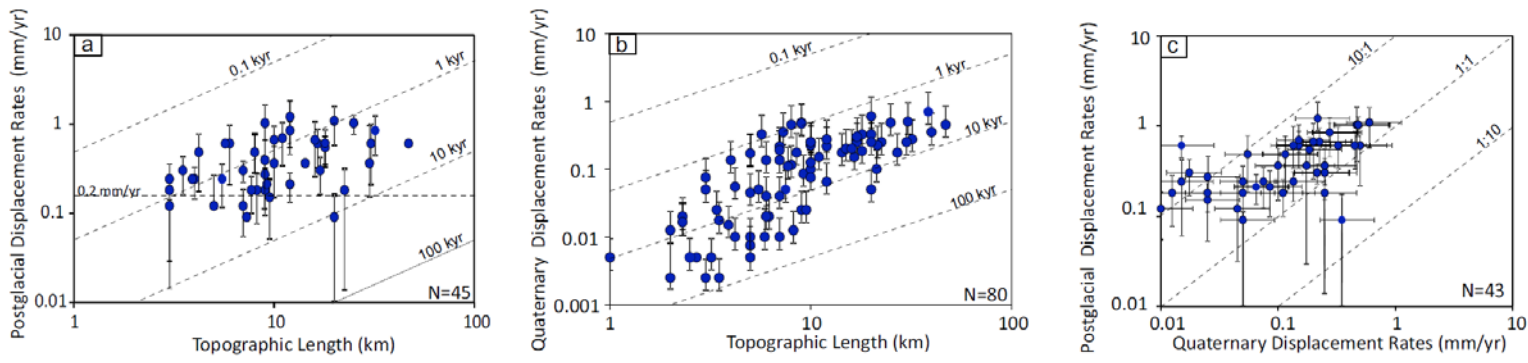 a
Postglacial Displacement Rates (mm/yr)
10
1
0.1
0.01
0.1 kyr
1 kyr
10 kyr
100 kyr
0.2 mm/yr
N=45
1
10
100
Topographic Length (km)
b
Quaternary Displacement Rates (mm/yr)
10
1
0.1
0.01
0.001
0.1 kyr
1 kyr
10 kyr
100 kyr
N=80
1
10
100
Topographic Length (km)
c
Postglacial Displacement Rates (mm/yr)
10
1
0.1
0.01
10:1
1:1
1:10
N=43
0.01
0.1
1
10
Quaternary Displacement Rates (mm/yr)